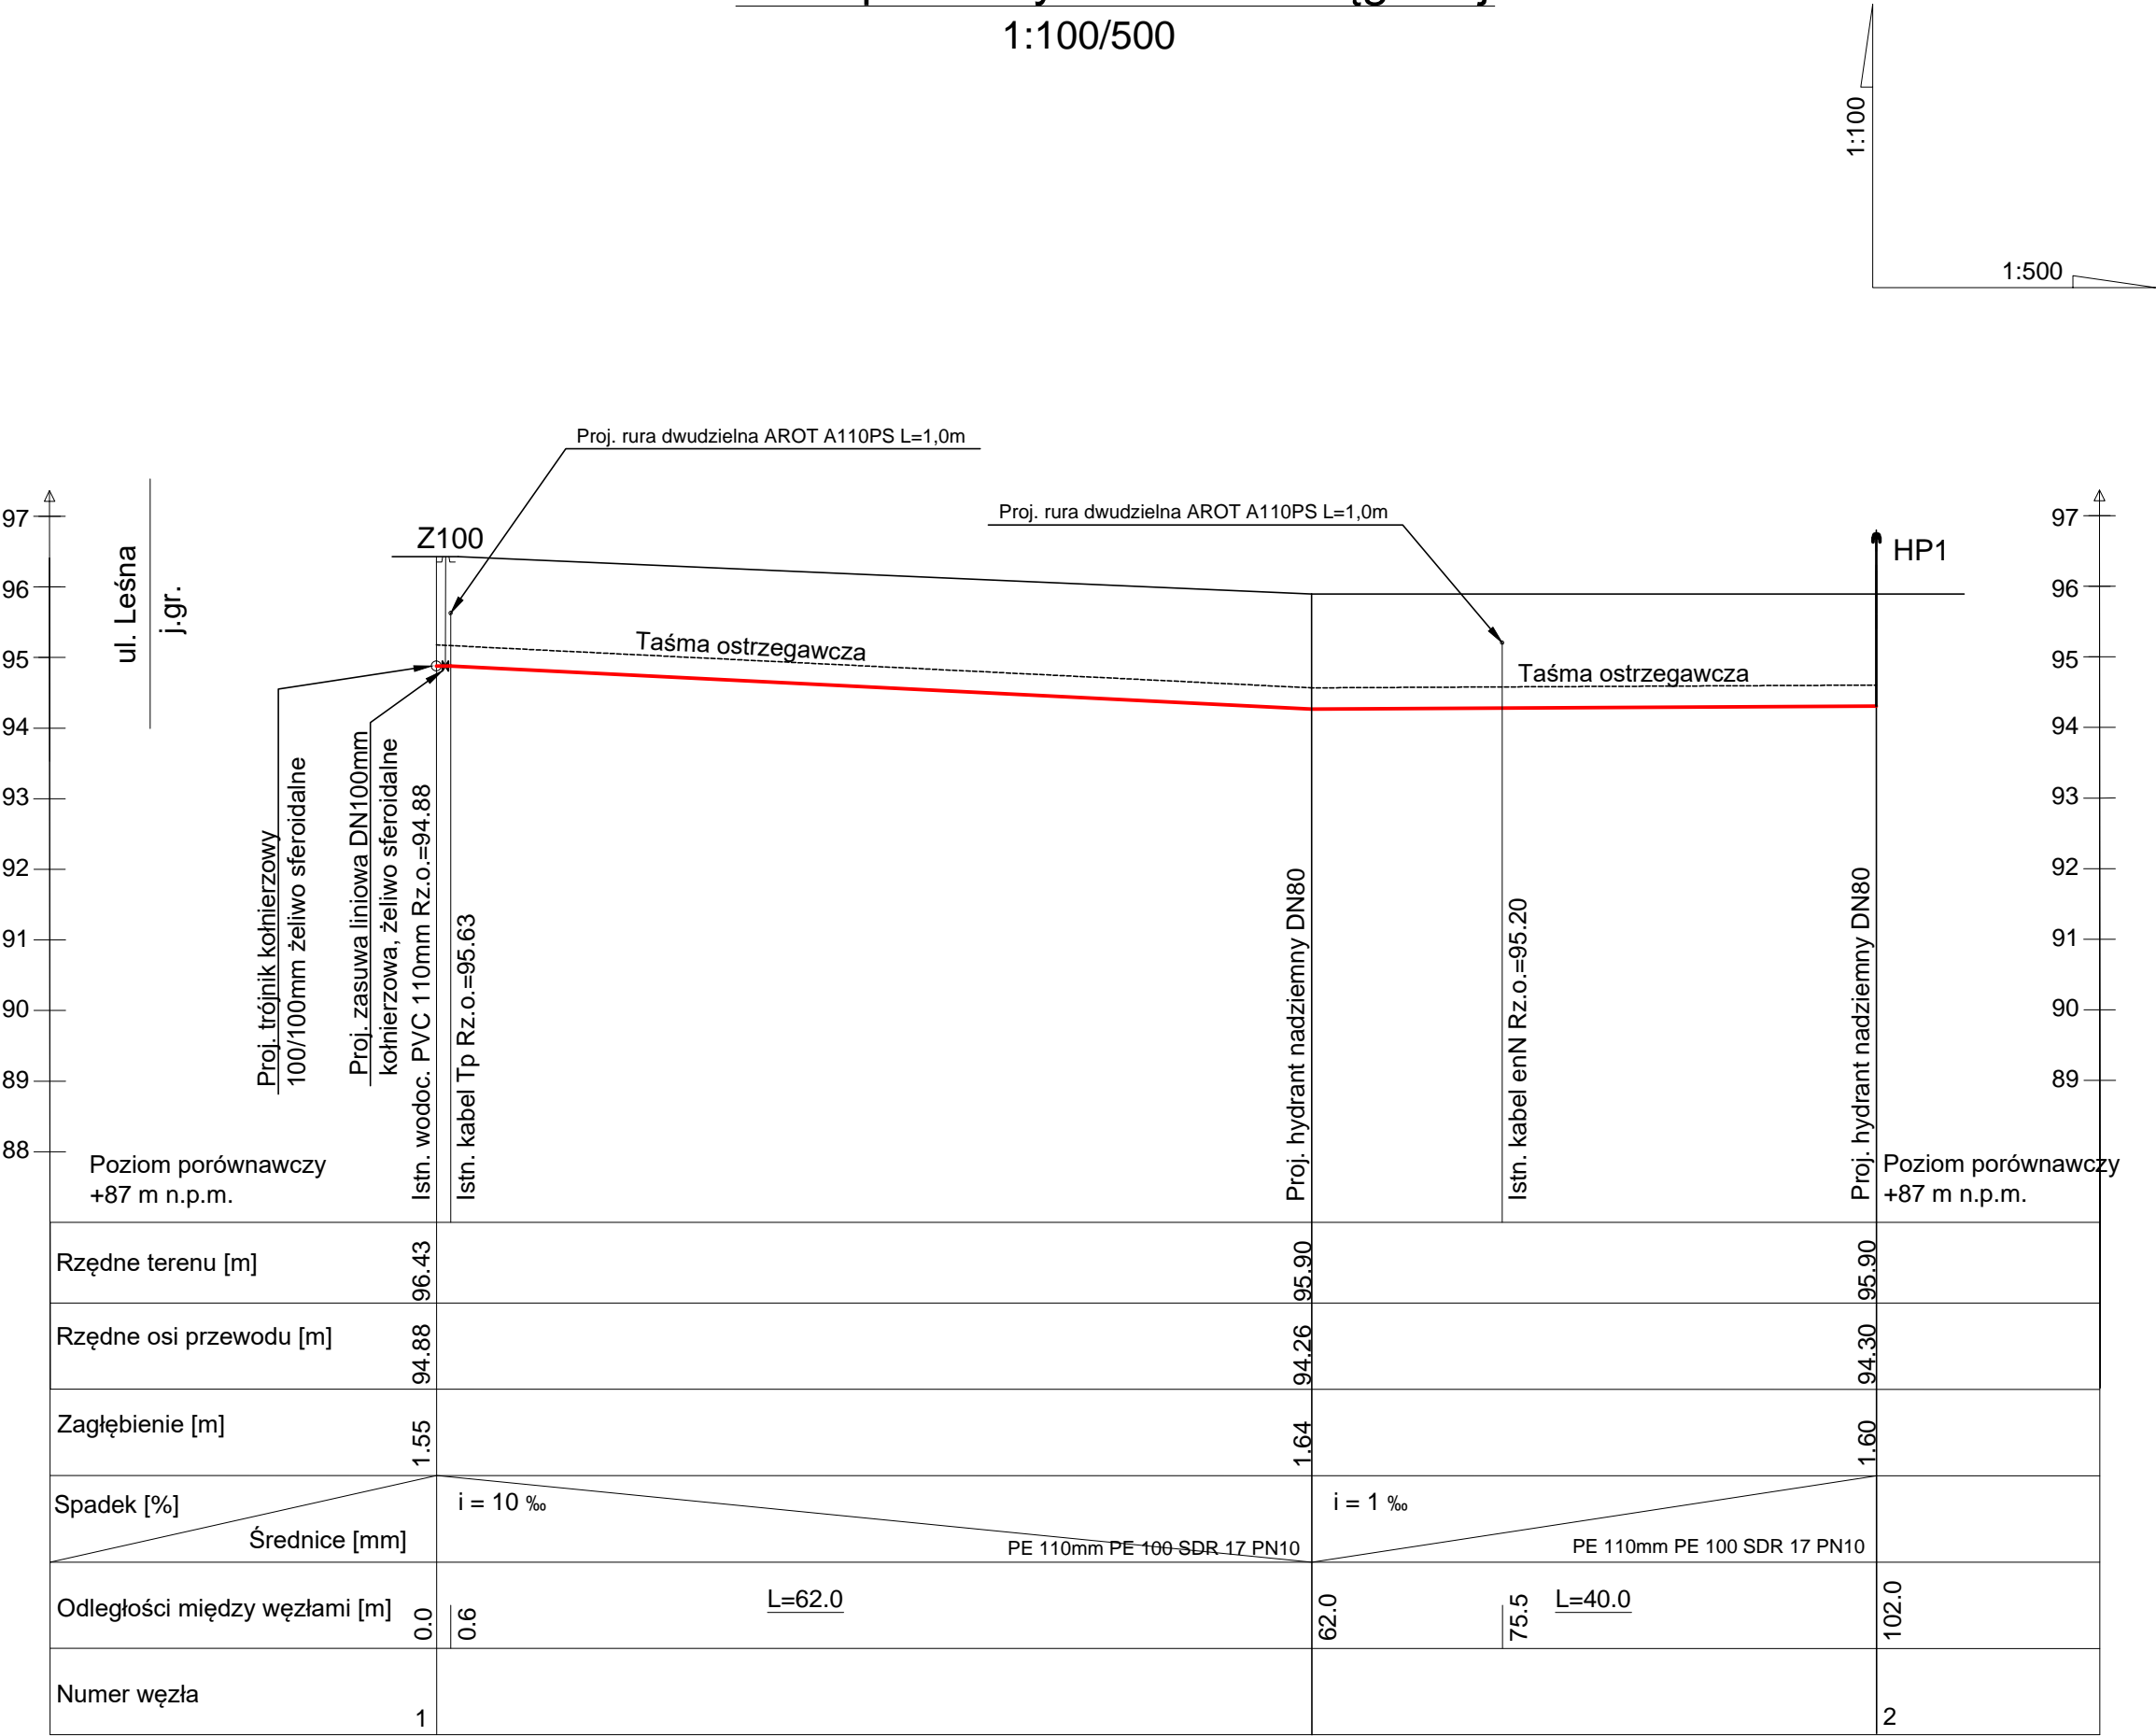 1:100/500
1:100
1:500
Proj. rura dwudzielna AROT A110PS L=1,0m
Proj. rura dwudzielna AROT A110PS L=1,0m
97
96
95
94
93
92
91
90
89
88
ul. Leśna
j.gr.
Z100
HP1
97
96
95
94
93
92
91
90
89
Taśma ostrzegawcza
Taśma ostrzegawcza
Proj. trójnik kołnierzowy
100/100mm żeliwo sferoidalne
Proj. zasuwa liniowa DN100mm
kołnierzowa, żeliwo sferoidalne
Istn. wodoc. PVC 110mm Rz.o.=94.88
Istn. kabel Tp Rz.o.=95.63
Proj. hydrant nadziemny DN80
Istn. kabel enN Rz.o.=95.20
Proj. hydrant nadziemny DN80
Poziom porównawczy
+87 m n.p.m.
Poziom porównawczy
+87 m n.p.m.
Rzędne terenu [m] 96.43 95.90 95.90
Rzędne osi przewodu [m] 94.88 94.26 94.30
Zagłębienie [m] 1.55 1.64 1.60
Spadek [%] i = 10 ‰ i = 1 ‰
Średnice [mm] PE 110mm PE 100 SDR 17 PN10 PE 110mm PE 100 SDR 17 PN10
Odległości między węzłami [m] 0.0 0.6 L=62.0 62.0 75.5 L=40.0 102.0
Numer węzła 1 2